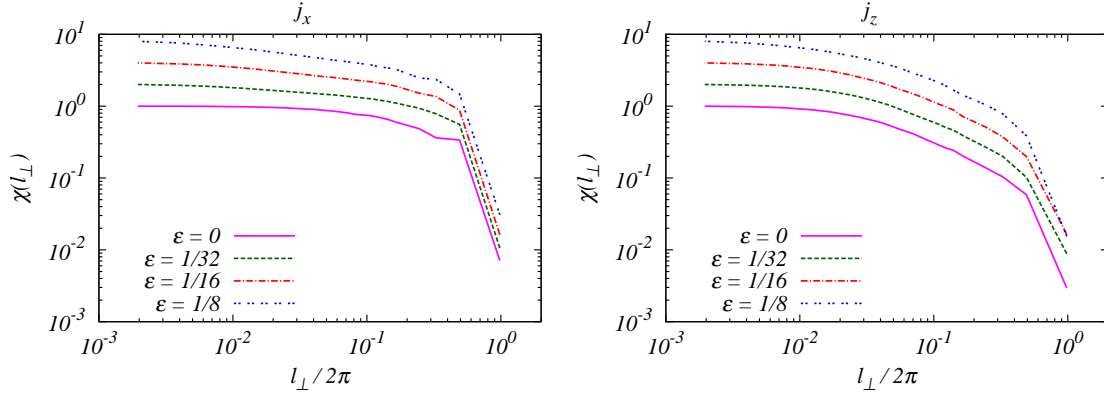 j_x
10^1
10^0
10^-1
10^-2
10^-3
χ(l_⊥)
ε = 0
ε = 1/32
ε = 1/16
ε = 1/8
10^-3 10^-2 10^-1 10^0
l_⊥ / 2π
j_z
10^1
10^0
10^-1
10^-2
10^-3
χ(l_⊥)
ε = 0
ε = 1/32
ε = 1/16
ε = 1/8
10^-3 10^-2 10^-1 10^0
l_⊥ / 2π